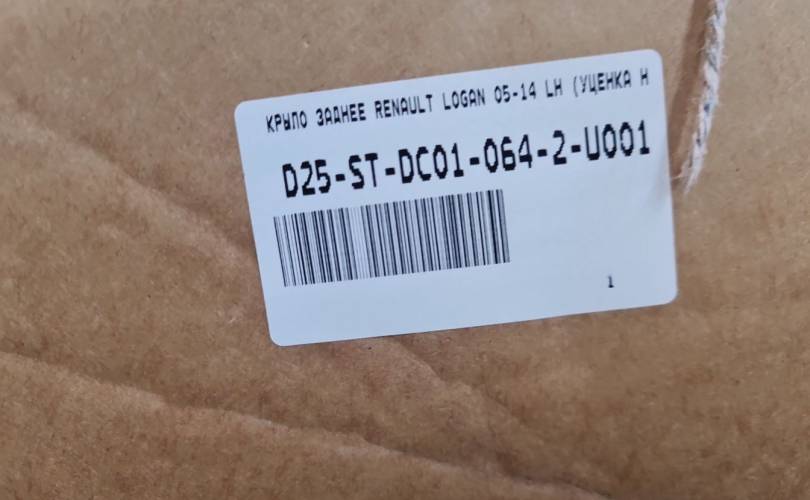 КРЫЛО ЗАДНЕЕ RENAULT LOGAN 05-14 LH (УЦЕНКА Н
D25-ST-DC01-064-2-U001
1